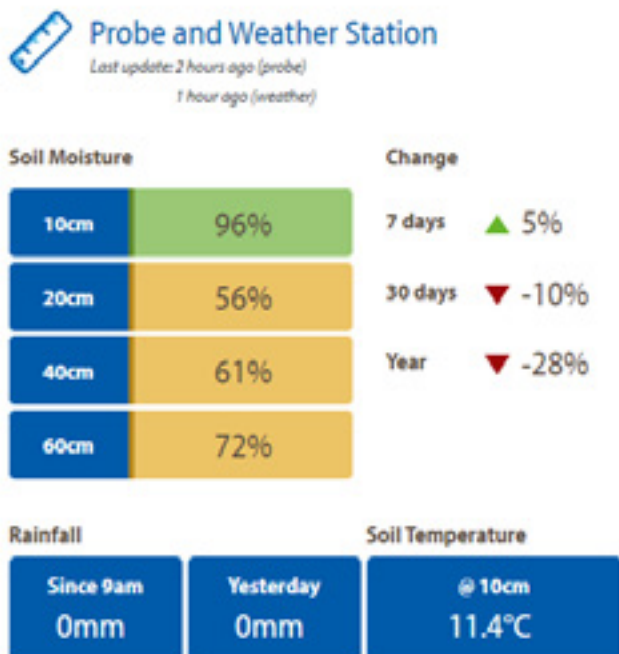 Probe and Weather Station
Last update: 2 hours ago (probe)
1 hour ago (weather)
Soil Moisture
10cm 96%
20cm 56%
40cm 61%
60cm 72%
Change
7 days 5%
30 days -10%
Year -28%
Rainfall
Since 9am
0mm
Yesterday
0mm
Soil Temperature
@ 10cm
11.4°C